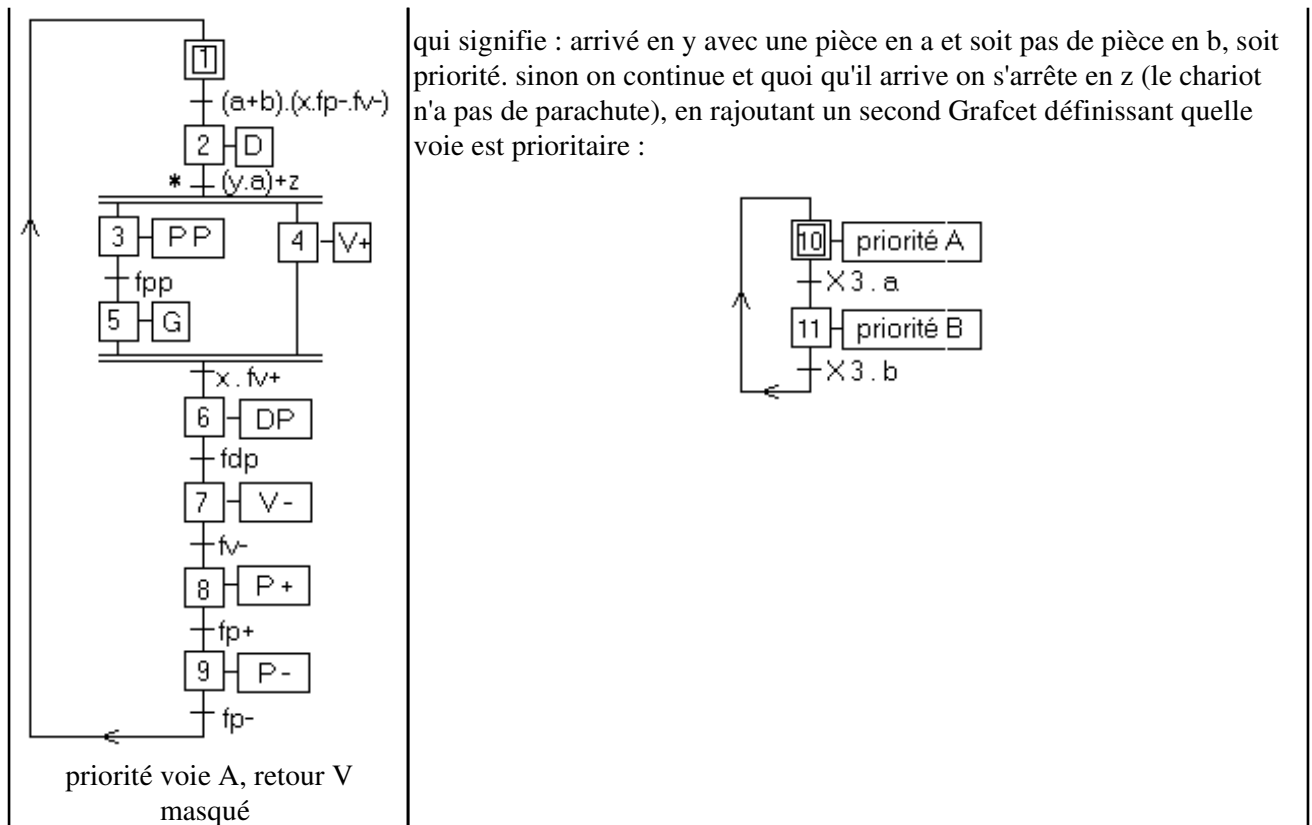 1
(a+b).(x.fp-.fv-)
2 D
* (y.a)+z
3 PP 4 V+
fpp
5 G
x.fv+
6 DP
fdp
7 V-
fv-
8 P+
fp+
9 P-
fp-
priorité voie A, retour V
masqué
qui signifie : arrivé en y avec une pièce en a et soit pas de pièce en b, soit
priorité. sinon on continue et quoi qu'il arrive on s'arrête en z (le chariot
n'a pas de parachute), en rajoutant un second Grafcet définissant quelle
voie est prioritaire :
10 priorité A
X3.a
11 priorité B
X3.b